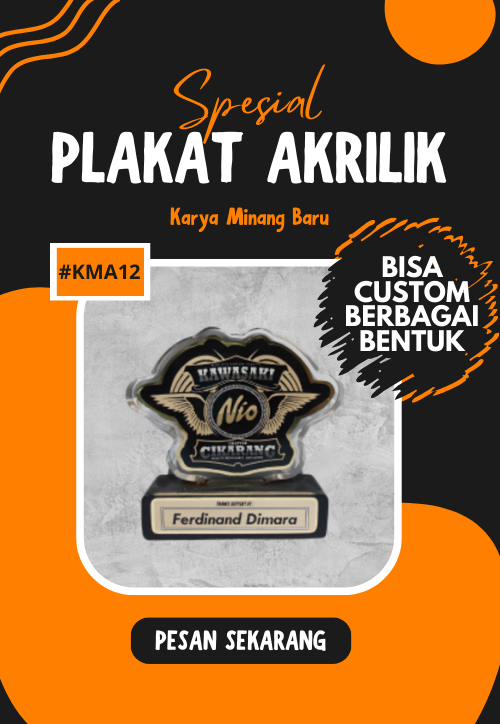 Spesial
PLAKAT AKRILIK
Karya Minang Baru
#KMA12
BISA
CUSTOM
BERBAGAI
BENTUK
KAWASAKI
Nio
CIKARANG
Ferdinand Dimara
PESAN SEKARANG